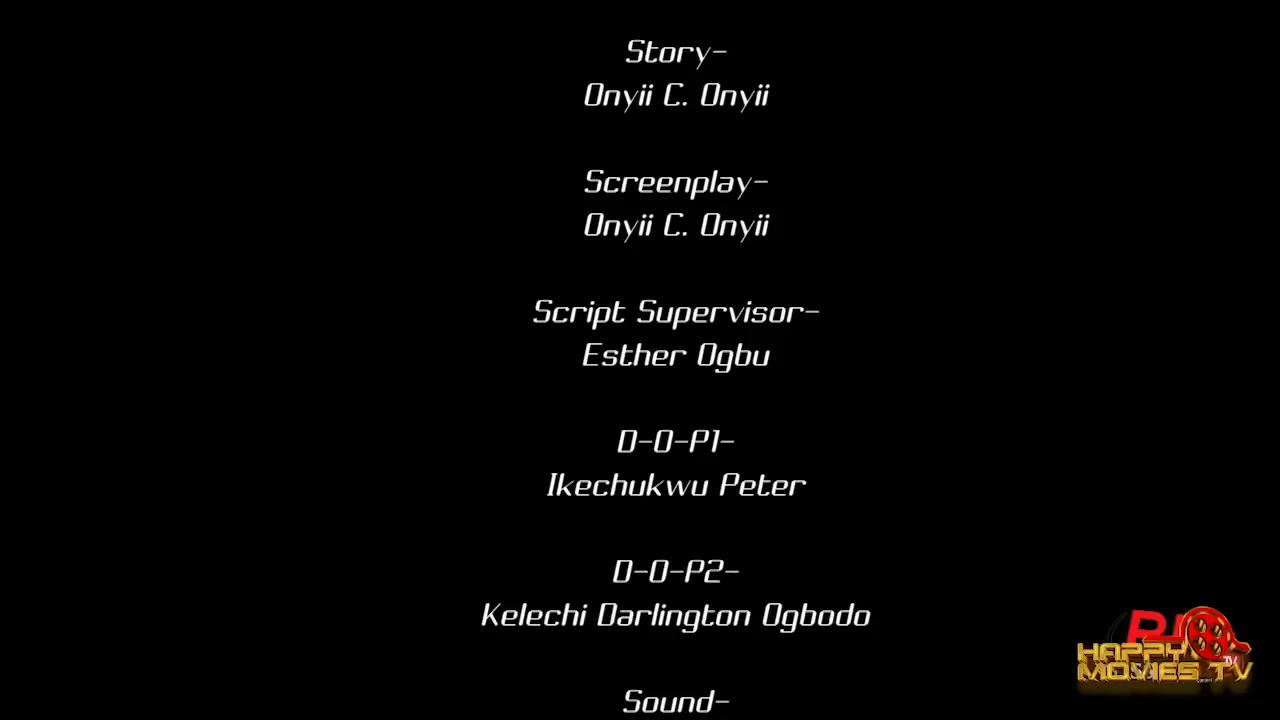 Story-
Onyii C. Onyii
Screenplay-
Onyii C. Onyii
Script Supervisor-
Esther Ogbu
D-O-P1-
Ikechukwu Peter
D-O-P2-
Kelechi Darlington Ogbodo
Sound-
HAPPY
MOVIES TV